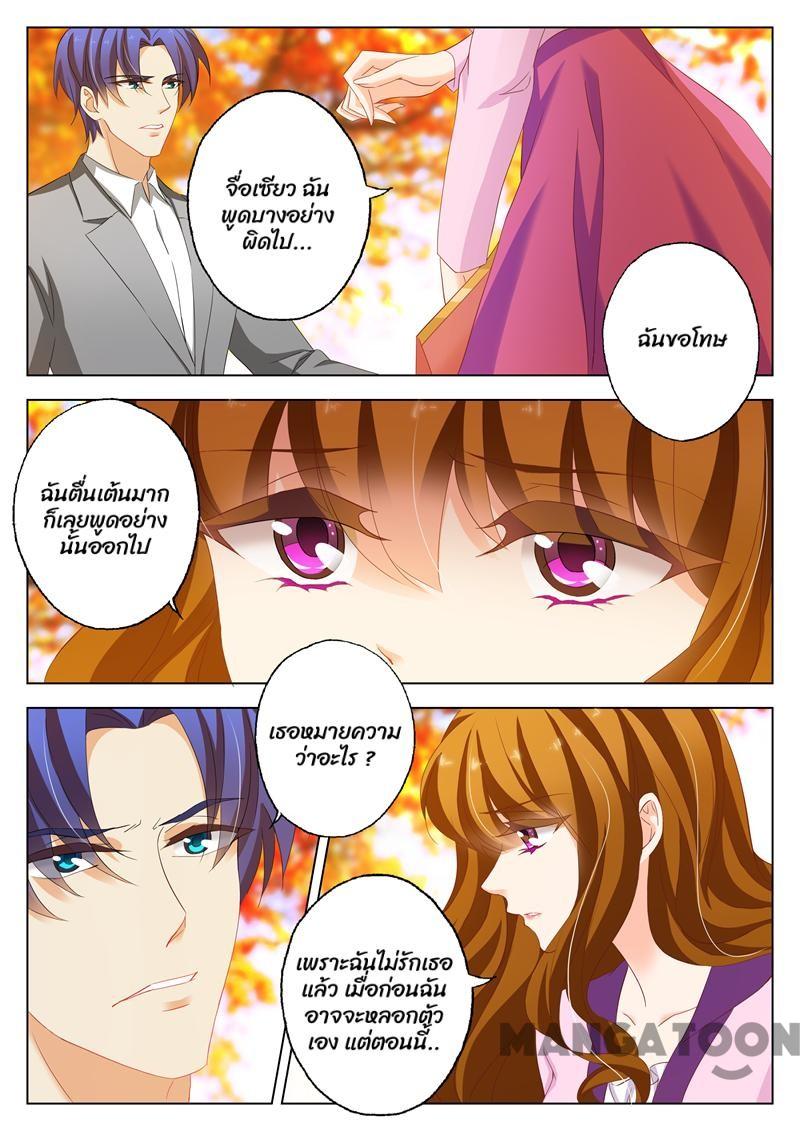 จื่อเซียว ฉัน
พูดบางอย่าง
ผิดไป...
ฉันขอโทษ
ฉันตื่นเต้นมาก
ก็เลยพูดอย่าง
นั้นออกไป
เธอหมายความ
ว่าอะไร ?
เพราะฉันไม่รักเธอ
แล้ว เมื่อก่อนฉัน
อาจจะหลอกตัว
เอง แต่ตอนนี้..
MANGATOON